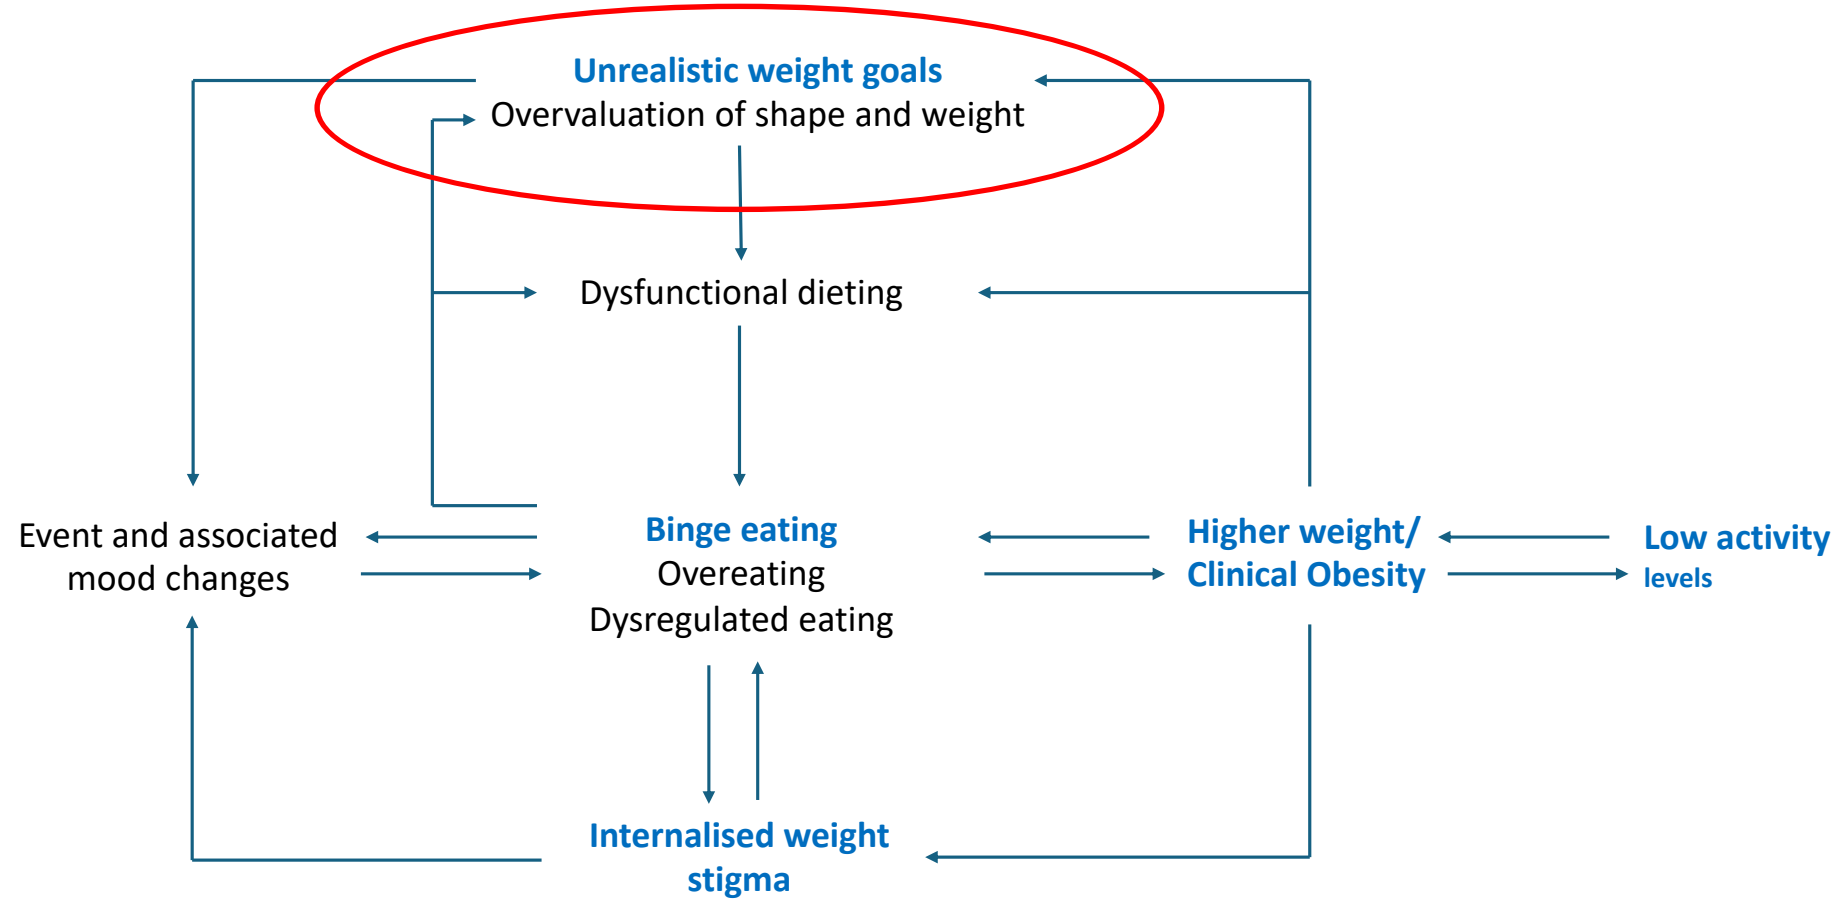 Unrealistic weight goals
Overvaluation of shape and weight
Dysfunctional dieting
Event and associated
mood changes
Binge eating
Overeating
Dysregulated eating
Higher weight/
Clinical Obesity
Low activity
levels
Internalised weight
stigma